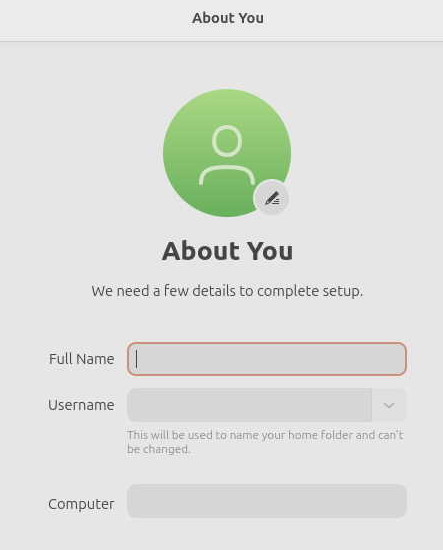 About You
About You
We need a few details to complete setup.
Full Name
Username
This will be used to name your home folder and can't
be changed.
Computer